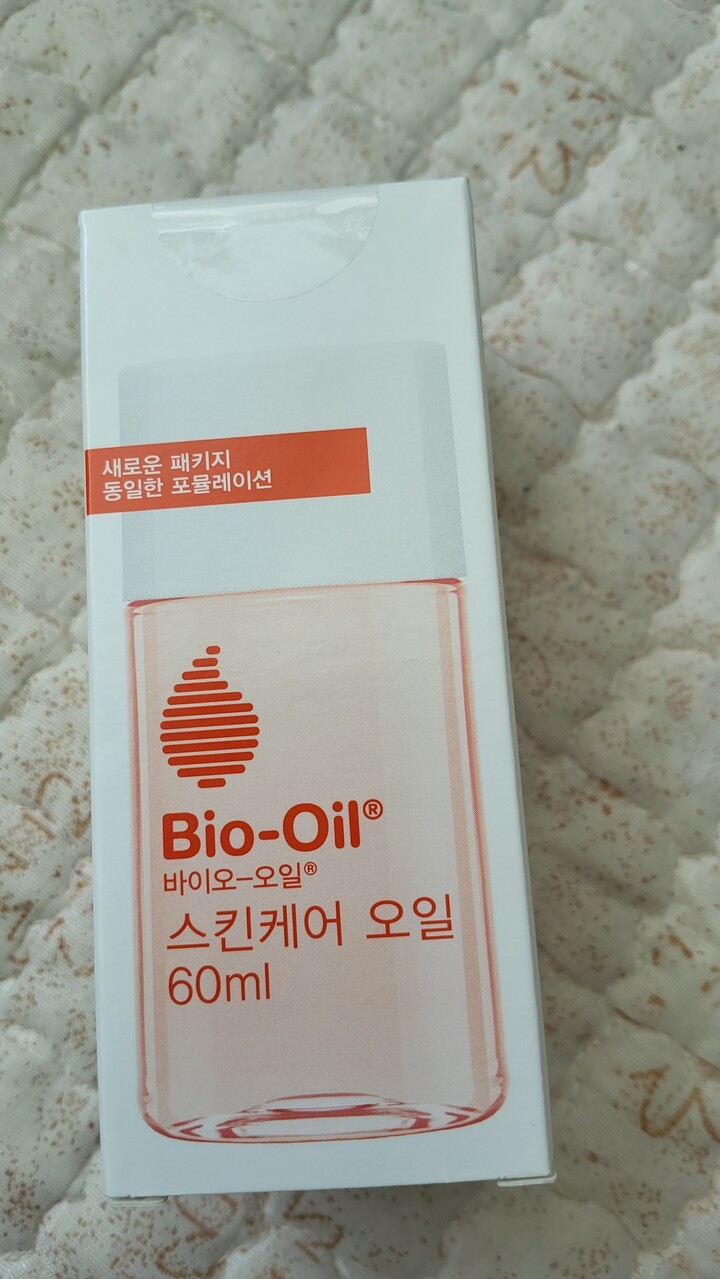 새로운 패키지
동일한 포뮬레이션
Bio-Oil®
바이오-오일®
스킨케어 오일
60ml